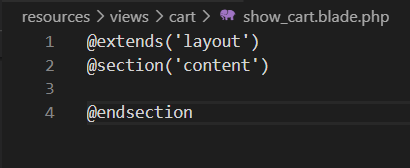 resources > views > cart > show_cart.blade.php
1 @extends('layout')
2 @section('content')
3
4 @endsection